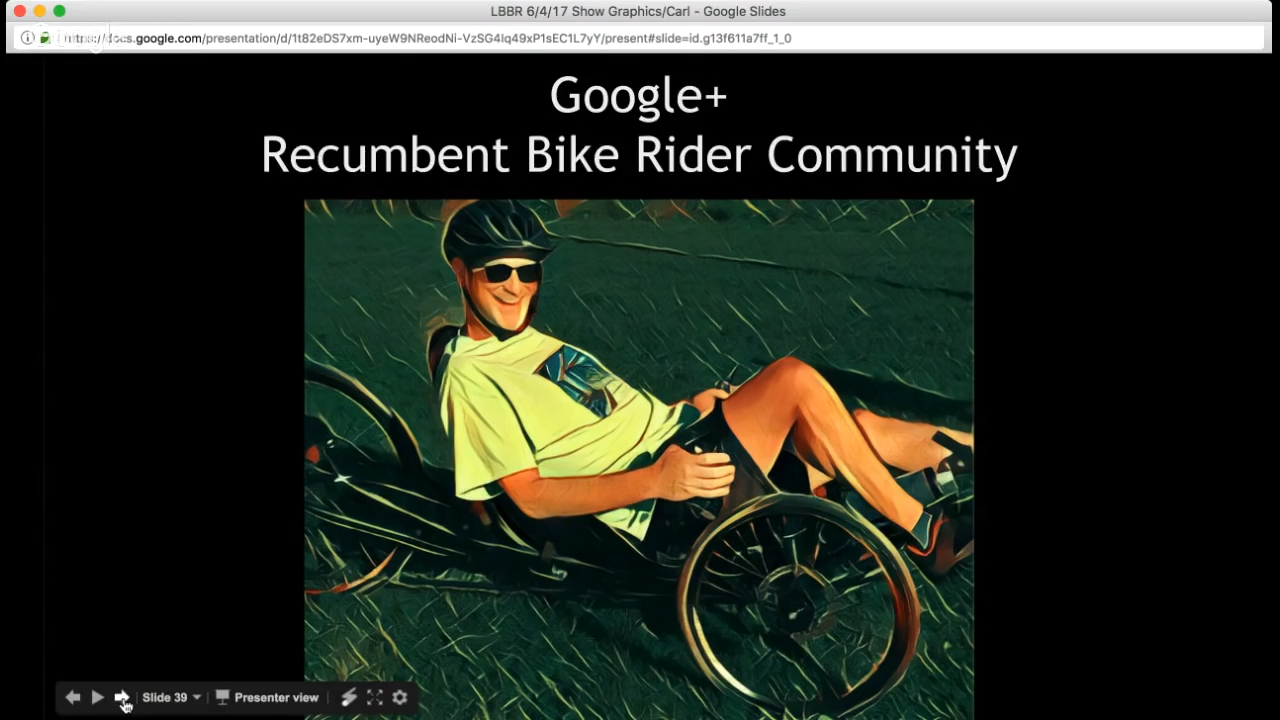 LBBR 6/4/17 Show Graphics/Carl - Google Slides
https://docs.google.com/presentation/d/1t82eDS7xm-uyeW9NReodNi-VzSG4Iq49xP1sEC1L7yY/present#slide=id.g13f611a7ff_1_0
Google+
Recumbent Bike Rider Community
Slide 39
Presenter view